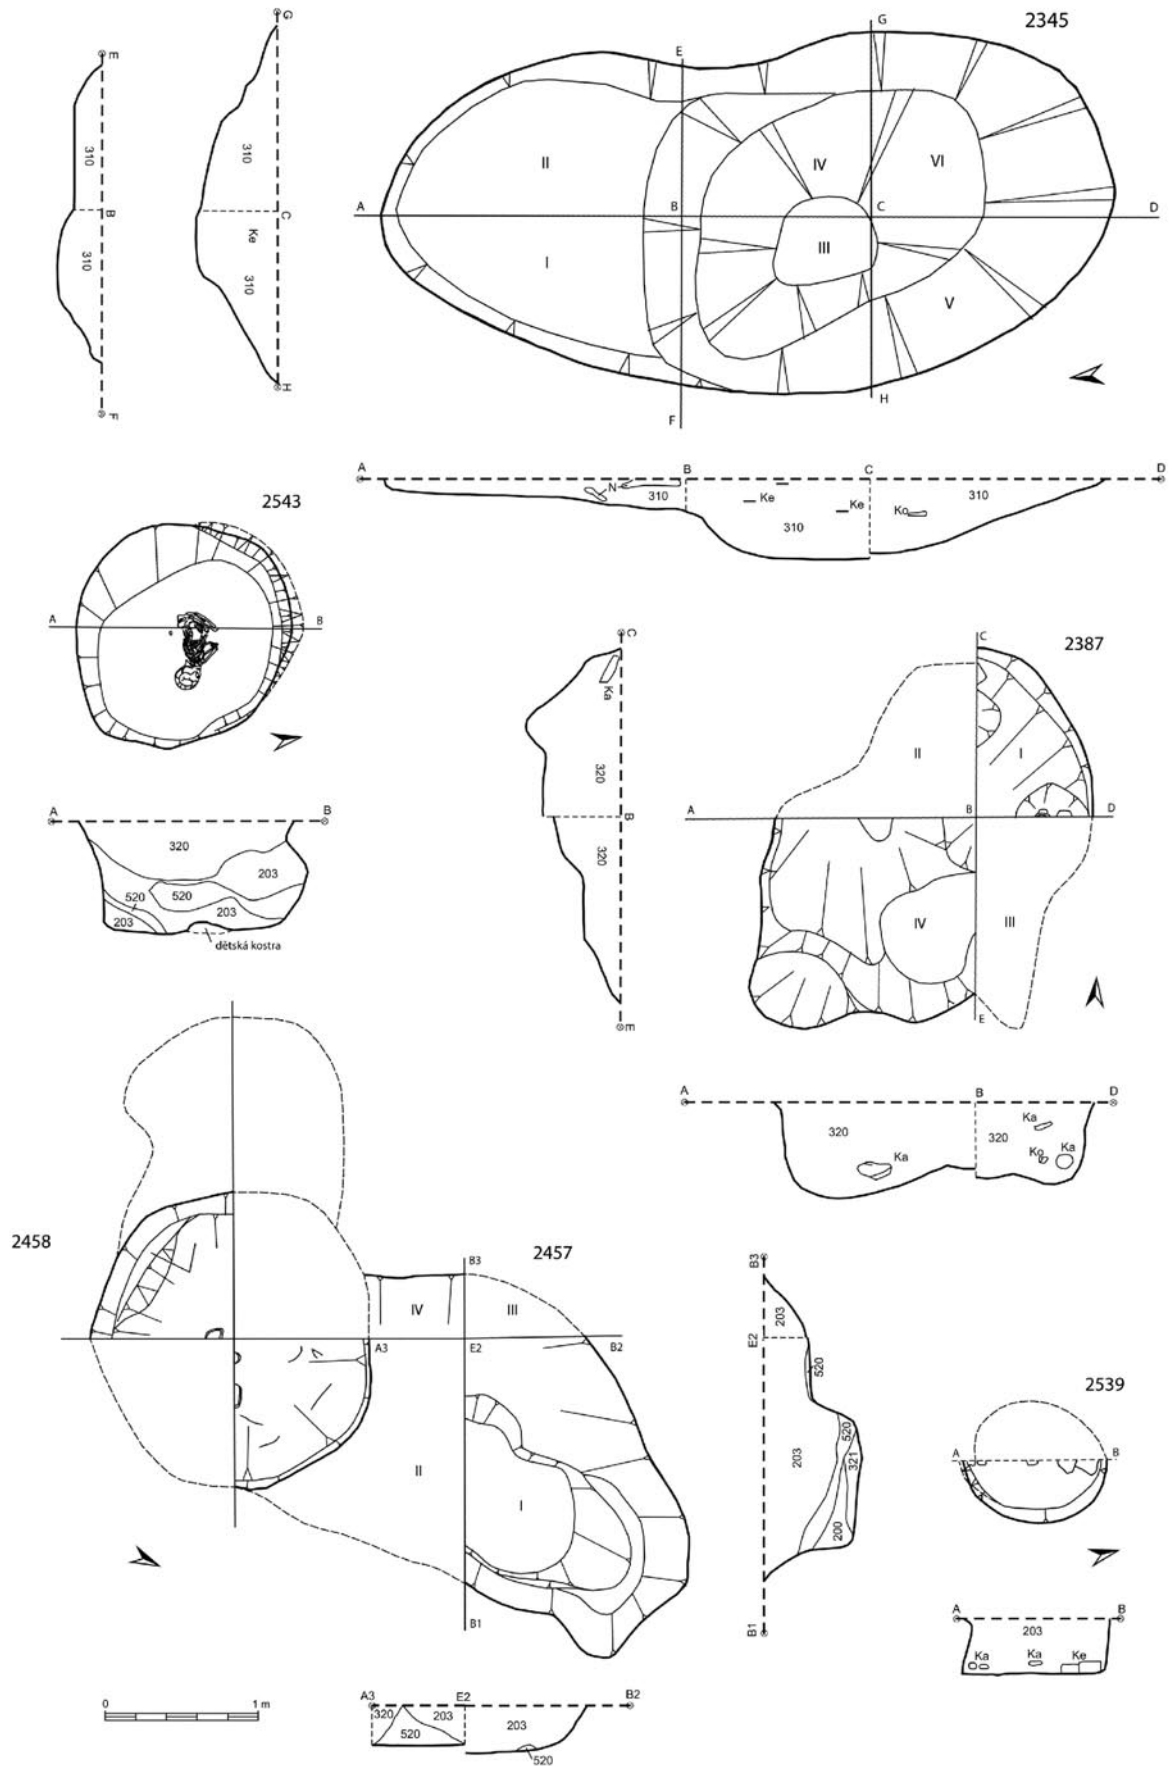 2345
E
310
B
310
F
G
310
C
Ke
310
H
E
G
II
IV
VI
A
B
C
D
III
I
V
F
H
A
B
C
D
N
310
Ke
Ke
Ko
310
310
2543
A
B
A
B
320
203
520
520
203
203
dětská kostra
C
Ka
320
B
320
E
2387
C
II
I
A
B
D
IV
III
E
A
B
D
320
Ka
320
Ka
Ko
Ka
2458
2457
B3
IV
III
A3
E2
B2
II
I
B1
B3
203
E2
520
203
520
321
200
B1
2539
A
B
A
B
203
Ka
Ka
Ke
0
1 m
A3
E2
B2
320
203
203
520
520